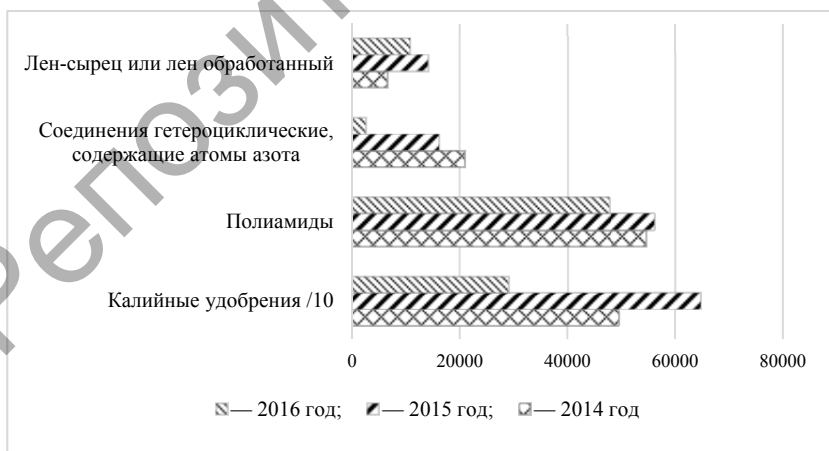 Лен-сырец или лен обработанный
Соединения гетероциклические,
содержащие атомы азота
Полиамиды
Калийные удобрения /10
0 20000 40000 60000 80000
— 2016 год; — 2015 год; — 2014 год
Репозит